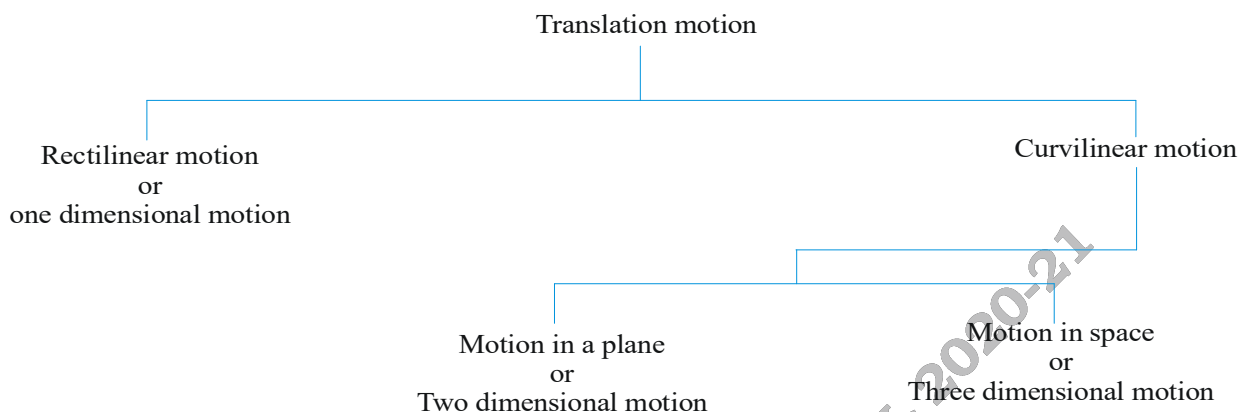 Translation motion
Rectilinear motion
or
one dimensional motion
Curvilinear motion
Motion in a plane
or
Two dimensional motion
Motion in space
or
Three dimensional motion
2020-21